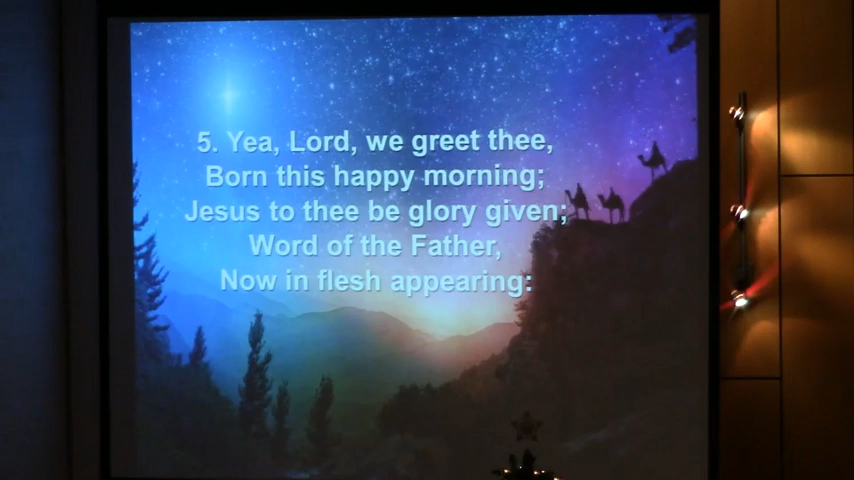 5. Yea, Lord, we greet thee,
Born this happy morning;
Jesus to thee be glory given;
Word of the Father,
Now in flesh appearing: